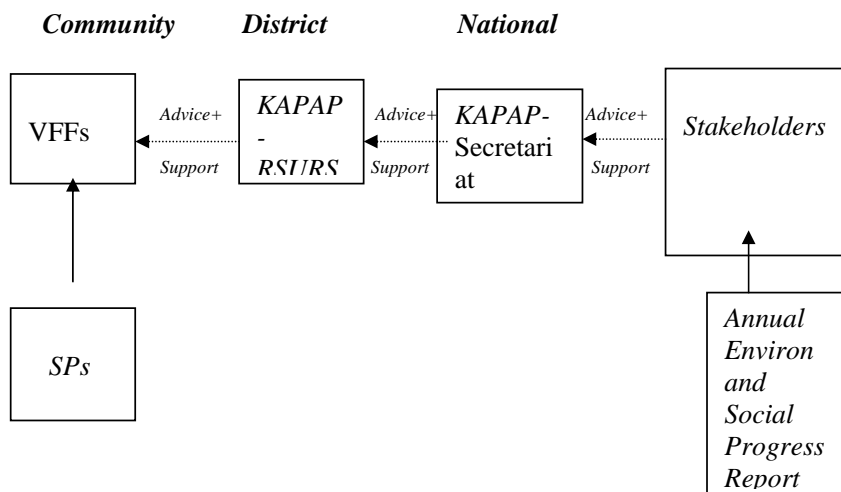 Community District National
VFFs
Advice+
Support
KAPAP
-
RSURS
Advice+
Support
KAPAP-
Secretari
at
Advice+
Support
Stakeholders
SPs
Annual
Environ
and
Social
Progress
Report